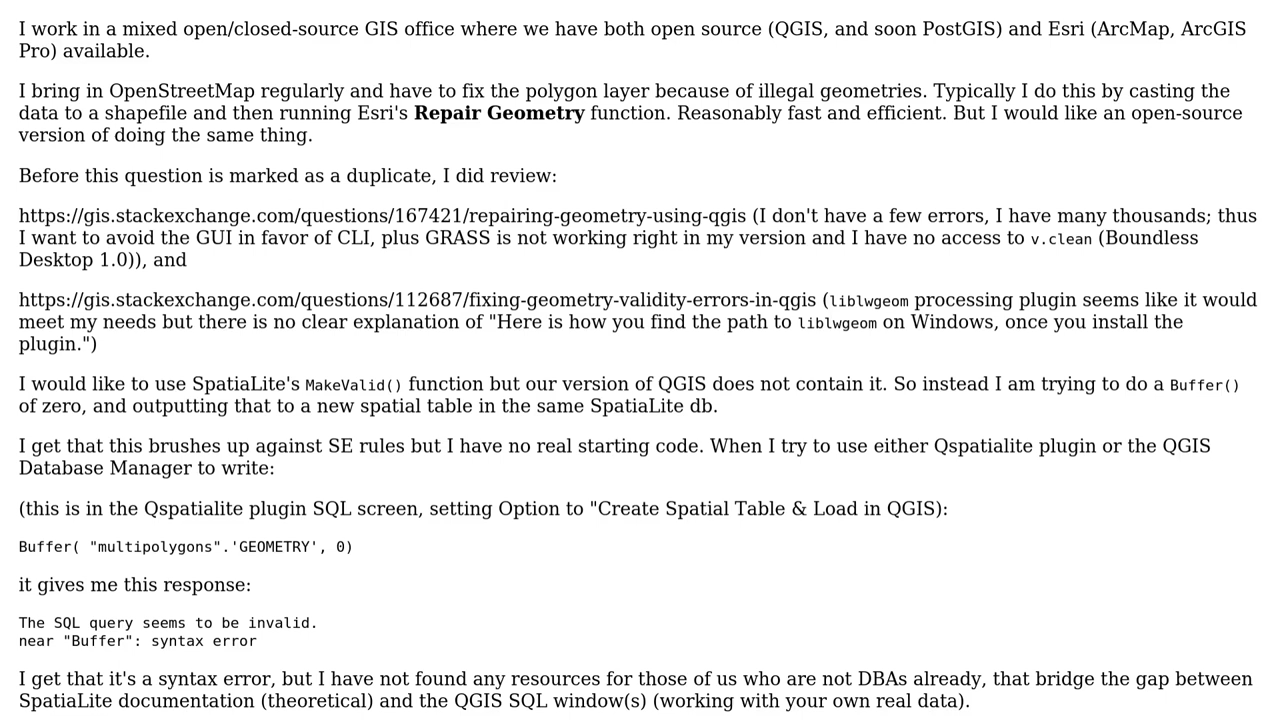 I work in a mixed open/closed-source GIS office where we have both open source (QGIS, and soon PostGIS) and Esri (ArcMap, ArcGIS
Pro) available.
I bring in OpenStreetMap regularly and have to fix the polygon layer because of illegal geometries. Typically I do this by casting the
data to a shapefile and then running Esri's Repair Geometry function. Reasonably fast and efficient. But I would like an open-source
version of doing the same thing.
Before this question is marked as a duplicate, I did review:
https://gis.stackexchange.com/questions/167421/repairing-geometry-using-qgis (I don't have a few errors, I have many thousands; thus
I want to avoid the GUI in favor of CLI, plus GRASS is not working right in my version and I have no access to v.clean (Boundless
Desktop 1.0)), and
https://gis.stackexchange.com/questions/112687/fixing-geometry-validity-errors-in-qgis (liblwgeom processing plugin seems like it would
meet my needs but there is no clear explanation of "Here is how you find the path to liblwgeom on Windows, once you install the
plugin.")
I would like to use SpatiaLite's MakeValid() function but our version of QGIS does not contain it. So instead I am trying to do a Buffer()
of zero, and outputting that to a new spatial table in the same SpatiaLite db.
I get that this brushes up against SE rules but I have no real starting code. When I try to use either Qspatialite plugin or the QGIS
Database Manager to write:
(this is in the Qspatialite plugin SQL screen, setting Option to "Create Spatial Table & Load in QGIS):
Buffer( "multipolygons".'GEOMETRY', 0)
it gives me this response:
The SQL query seems to be invalid.
near "Buffer": syntax error
I get that it's a syntax error, but I have not found any resources for those of us who are not DBAs already, that bridge the gap between
SpatiaLite documentation (theoretical) and the QGIS SQL window(s) (working with your own real data).